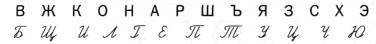 В Ж К О Н А Р Ш Ъ Я З С Х Э
Б Щ И Л Г Е П Т У Ц Ч Ю